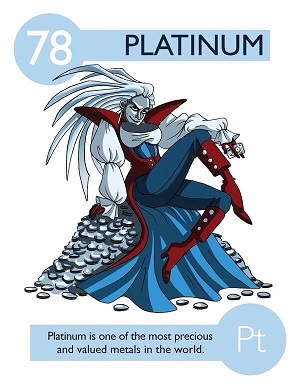 78
PLATINUM
Platinum is one of the most precious
and valued metals in the world.
Pt